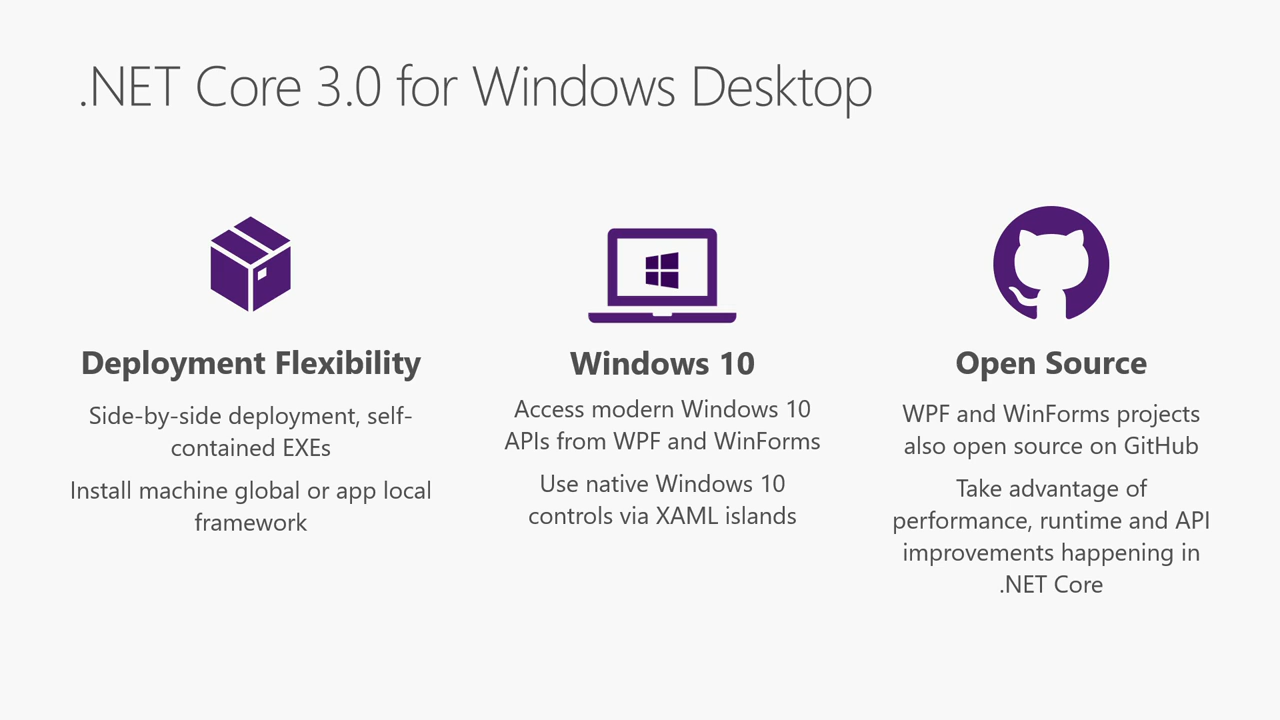 .NET Core 3.0 for Windows Desktop
Deployment Flexibility
Side-by-side deployment, self-
contained EXEs
Install machine global or app local
framework
Windows 10
Access modern Windows 10
APIs from WPF and WinForms
Use native Windows 10
controls via XAML islands
Open Source
WPF and WinForms projects
also open source on GitHub
Take advantage of
performance, runtime and API
improvements happening in
.NET Core